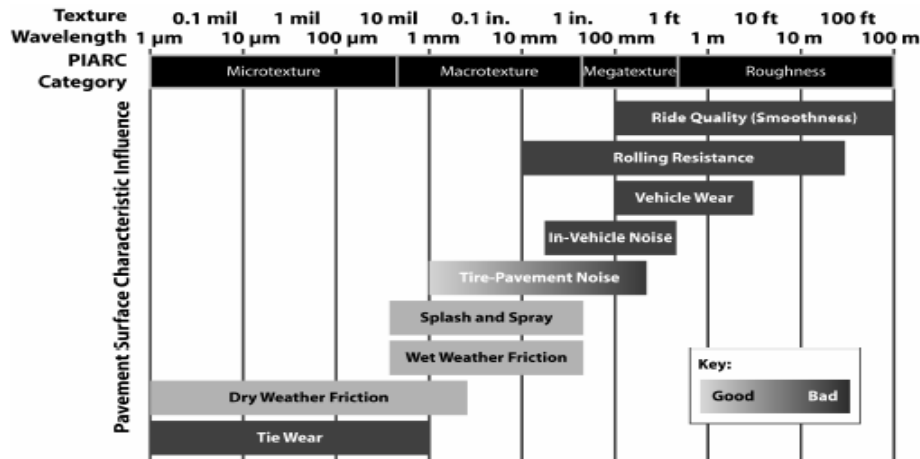 Texture 0.1 mil 1 mil 10 mil 0.1 in. 1 in. 1 ft 10 ft 100 ft
Wavelength 1 µm 10 µm 100 µm 1 mm 10 mm 100 mm 1 m 10 m 100 m
PIARC
Category
Microtexture Macrotexture Megatexture Roughness
Pavement Surface Characteristic Influence
Ride Quality (Smoothness)
Rolling Resistance
Vehicle Wear
In-Vehicle Noise
Tire-Pavement Noise
Splash and Spray
Wet Weather Friction
Dry Weather Friction
Tie Wear
Key:
Good Bad